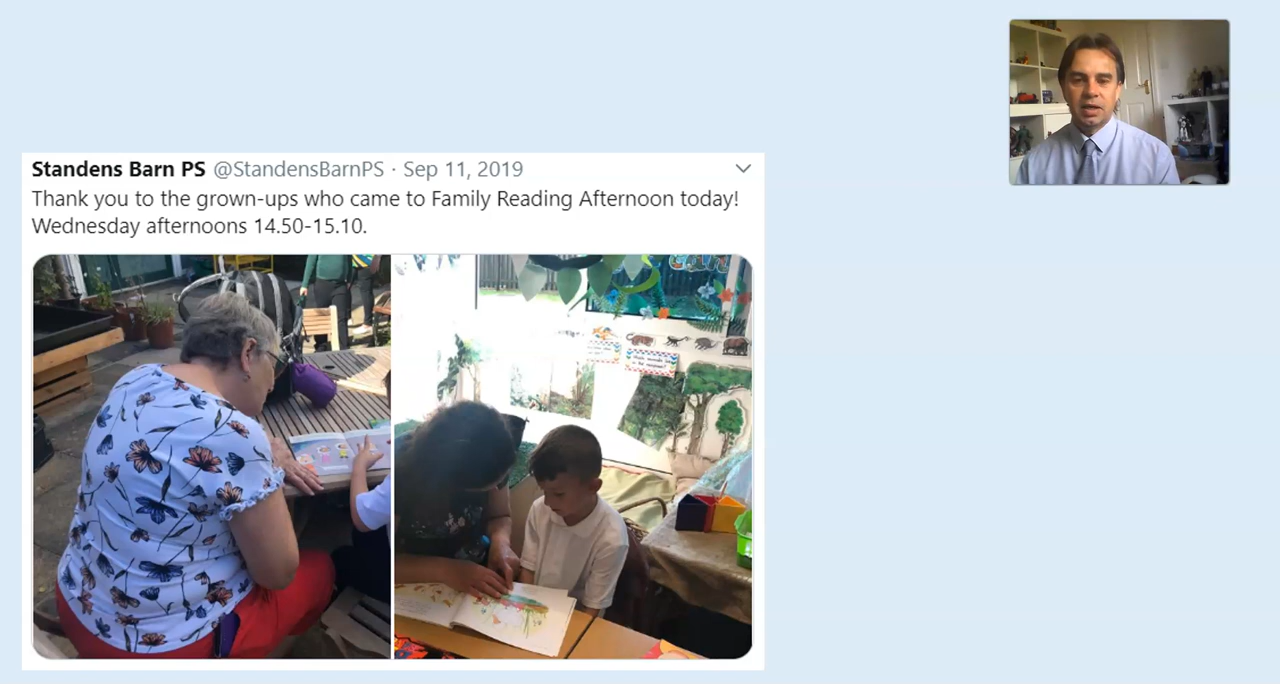 Standens Barn PS @StandensBarnPS · Sep 11, 2019
Thank you to the grown-ups who came to Family Reading Afternoon today!
Wednesday afternoons 14.50-15.10.